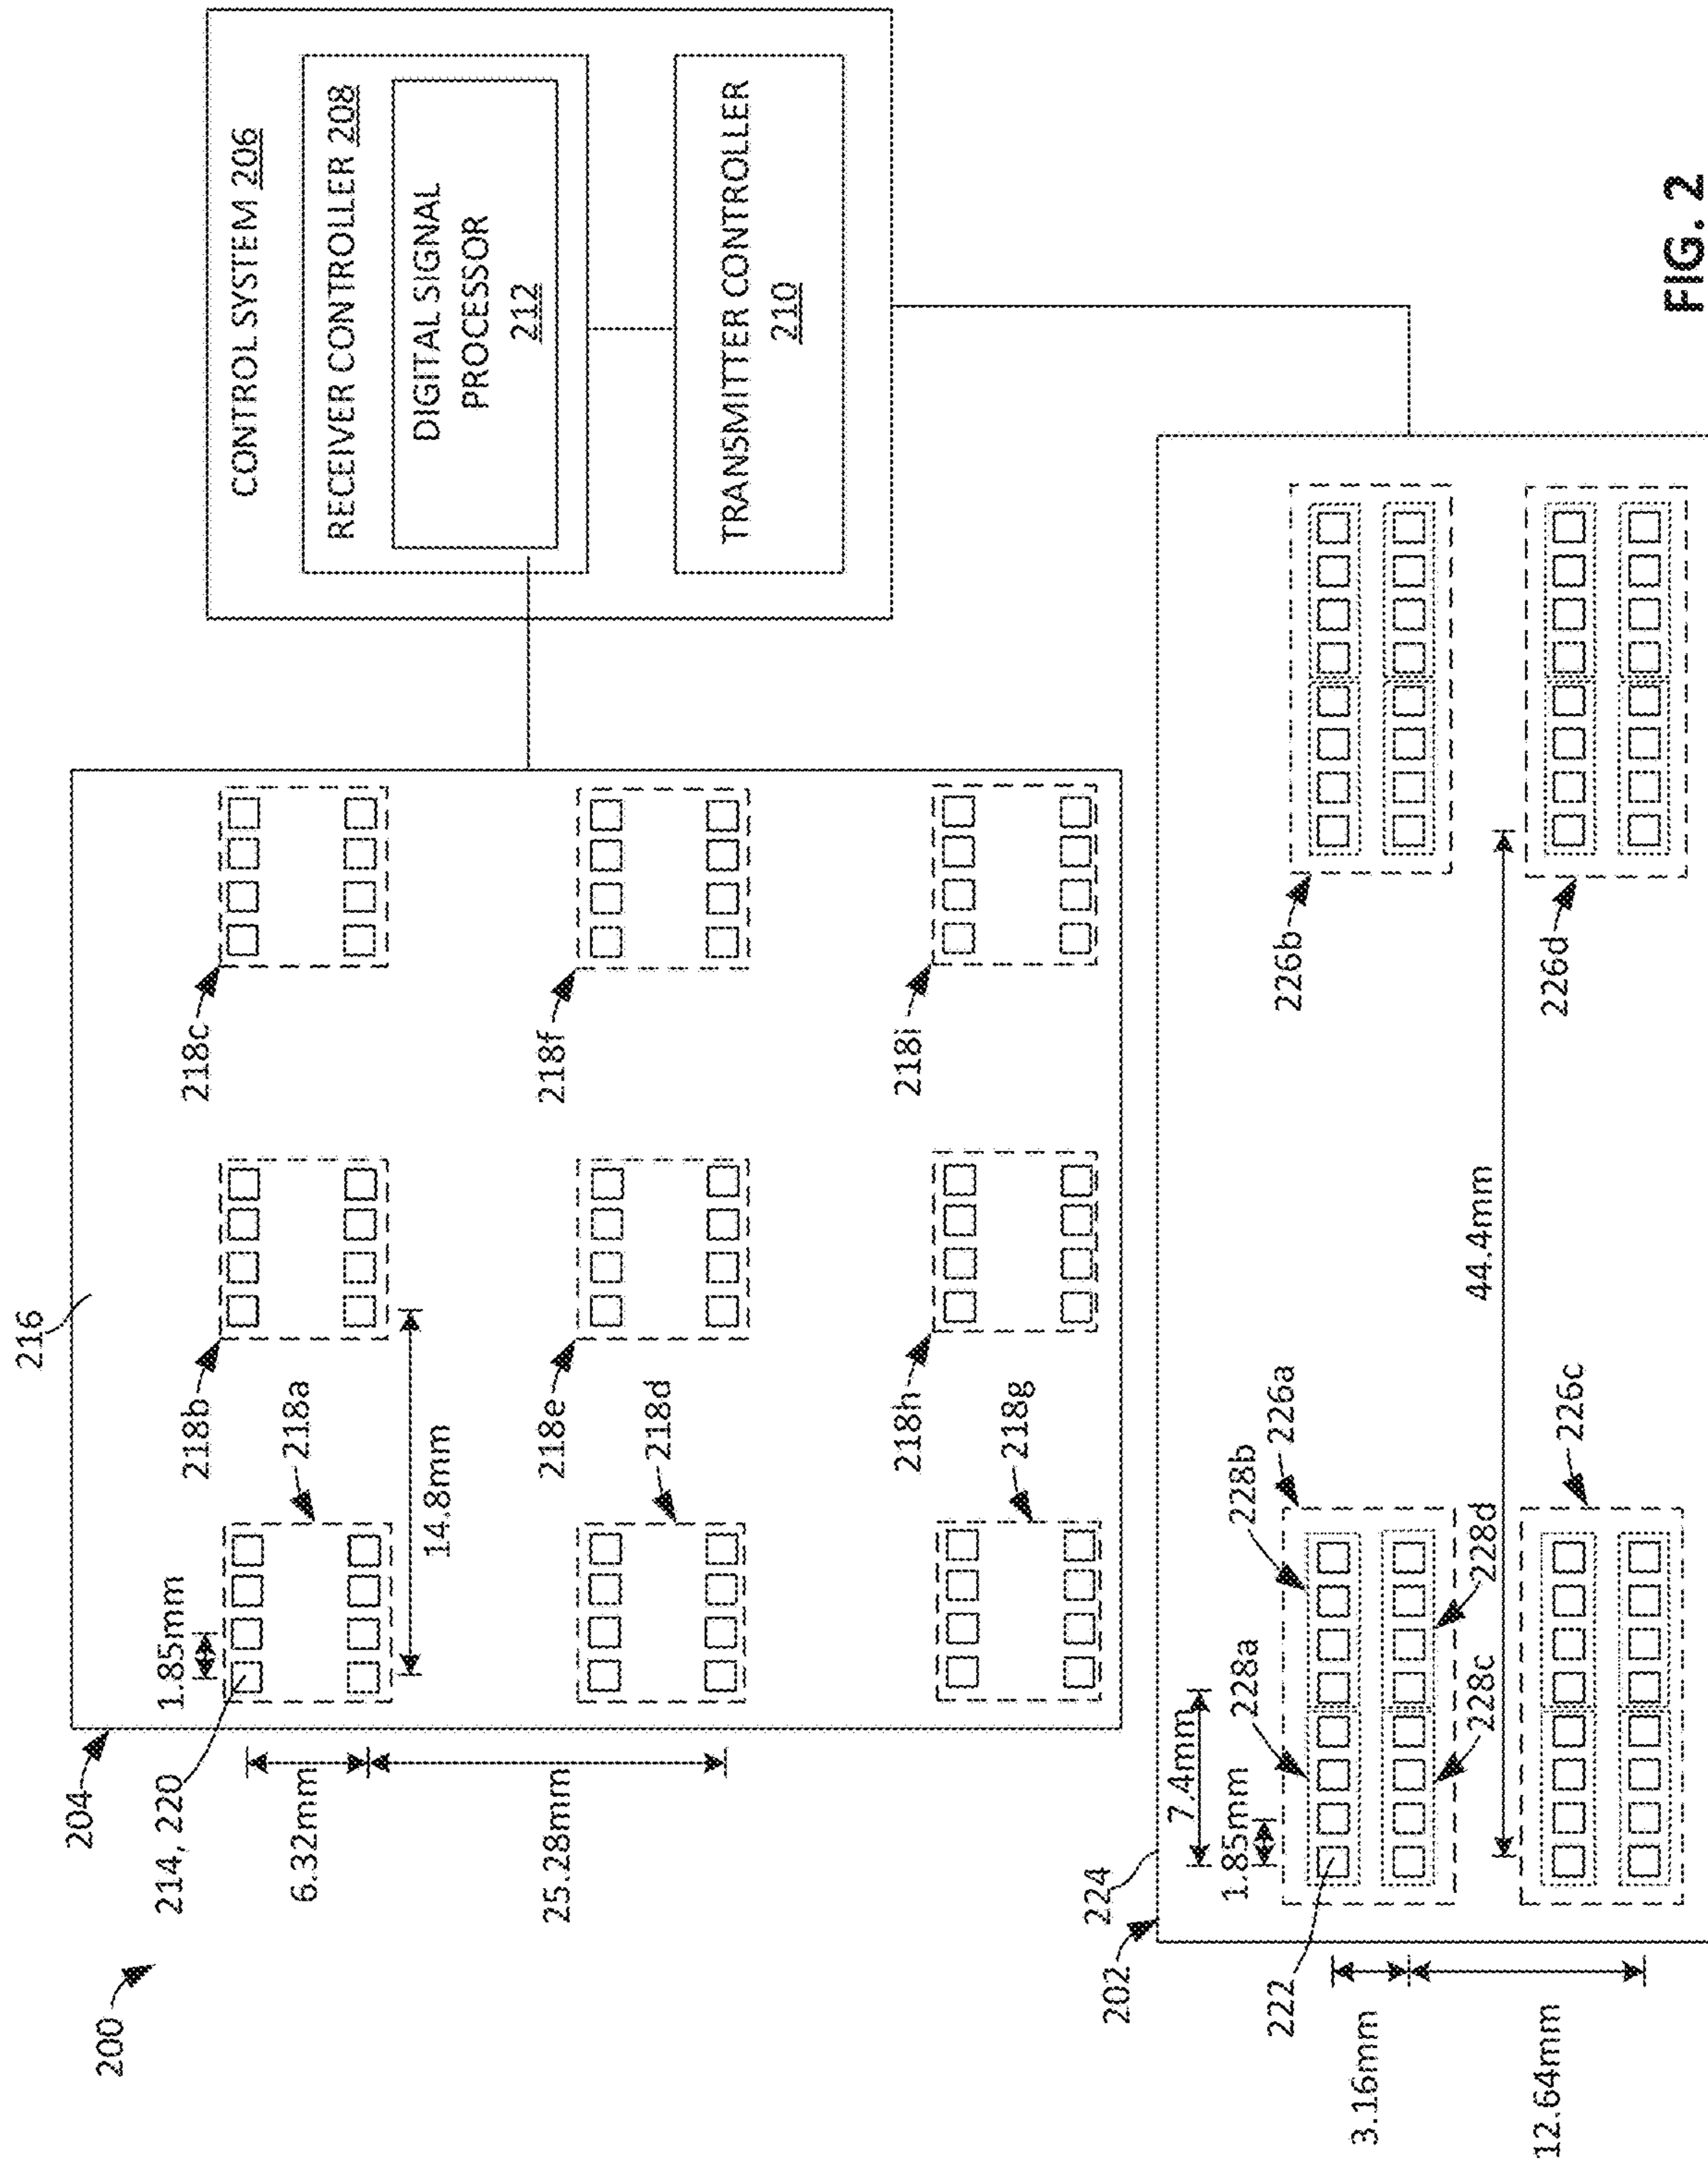 200
204
214, 220
1.85mm
218a
218b
218c
216
6.32mm
14.8mm
25.28mm
218d
218e
218f
218g
218h
218i
CONTROL SYSTEM 206
RECEIVER CONTROLLER 208
DIGITAL SIGNAL
PROCESSOR
212
TRANSMITTER CONTROLLER
210
202
224
7.4mm
1.85mm
222
228a
228b
226a
226b
3.16mm
228c
228d
44.4mm
12.64mm
226c
226d
FIG. 2